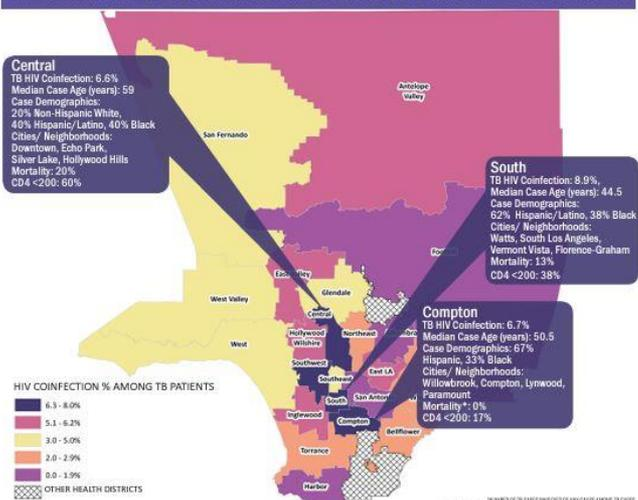 Central
TB HIV Coinfection: 6.6%
Median Case Age (years): 59
Case Demographics:
20% Non-Hispanic White,
40% Hispanic/Latino, 40% Black
Cities/ Neighborhoods:
Downtown, Echo Park,
Silver Lake, Hollywood Hills
Mortality: 20%
CD4 <200: 60%
Antelope
Valley
San Fernando
South
TB HIV Coinfection: 8.9%,
Median Case Age (years): 44.5
Case Demographics:
62% Hispanic/Latino, 38% Black
Cities/ Neighborhoods:
Watts, South Los Angeles,
Vermont Vista, Florence-Graham
Mortality: 13%
CD4 <200: 38%
East Valley
Glendale
West Valley
Central
Compton
TB HIV Coinfection: 6.7%
Median Case Age (years): 50.5
Case Demographics: 67%
Hispanic, 33% Black
Cities/ Neighborhoods:
Willowbrook, Compton, Lynwood,
Paramount
Mortality*: 0%
CD4 <200: 17%
Hollywood
Wilshire
Northeast
West
Southwest
Southeast
East LA
South
San Anton
Inglewood
Compton
Bellflower
Torrance
Harbor
HIV COINFECTION % AMONG TB PATIENTS
6.3 - 8.0%
5.1 - 6.2%
3.0 - 5.0%
2.0 - 2.9%
0.0 - 1.9%
OTHER HEALTH DISTRICTS